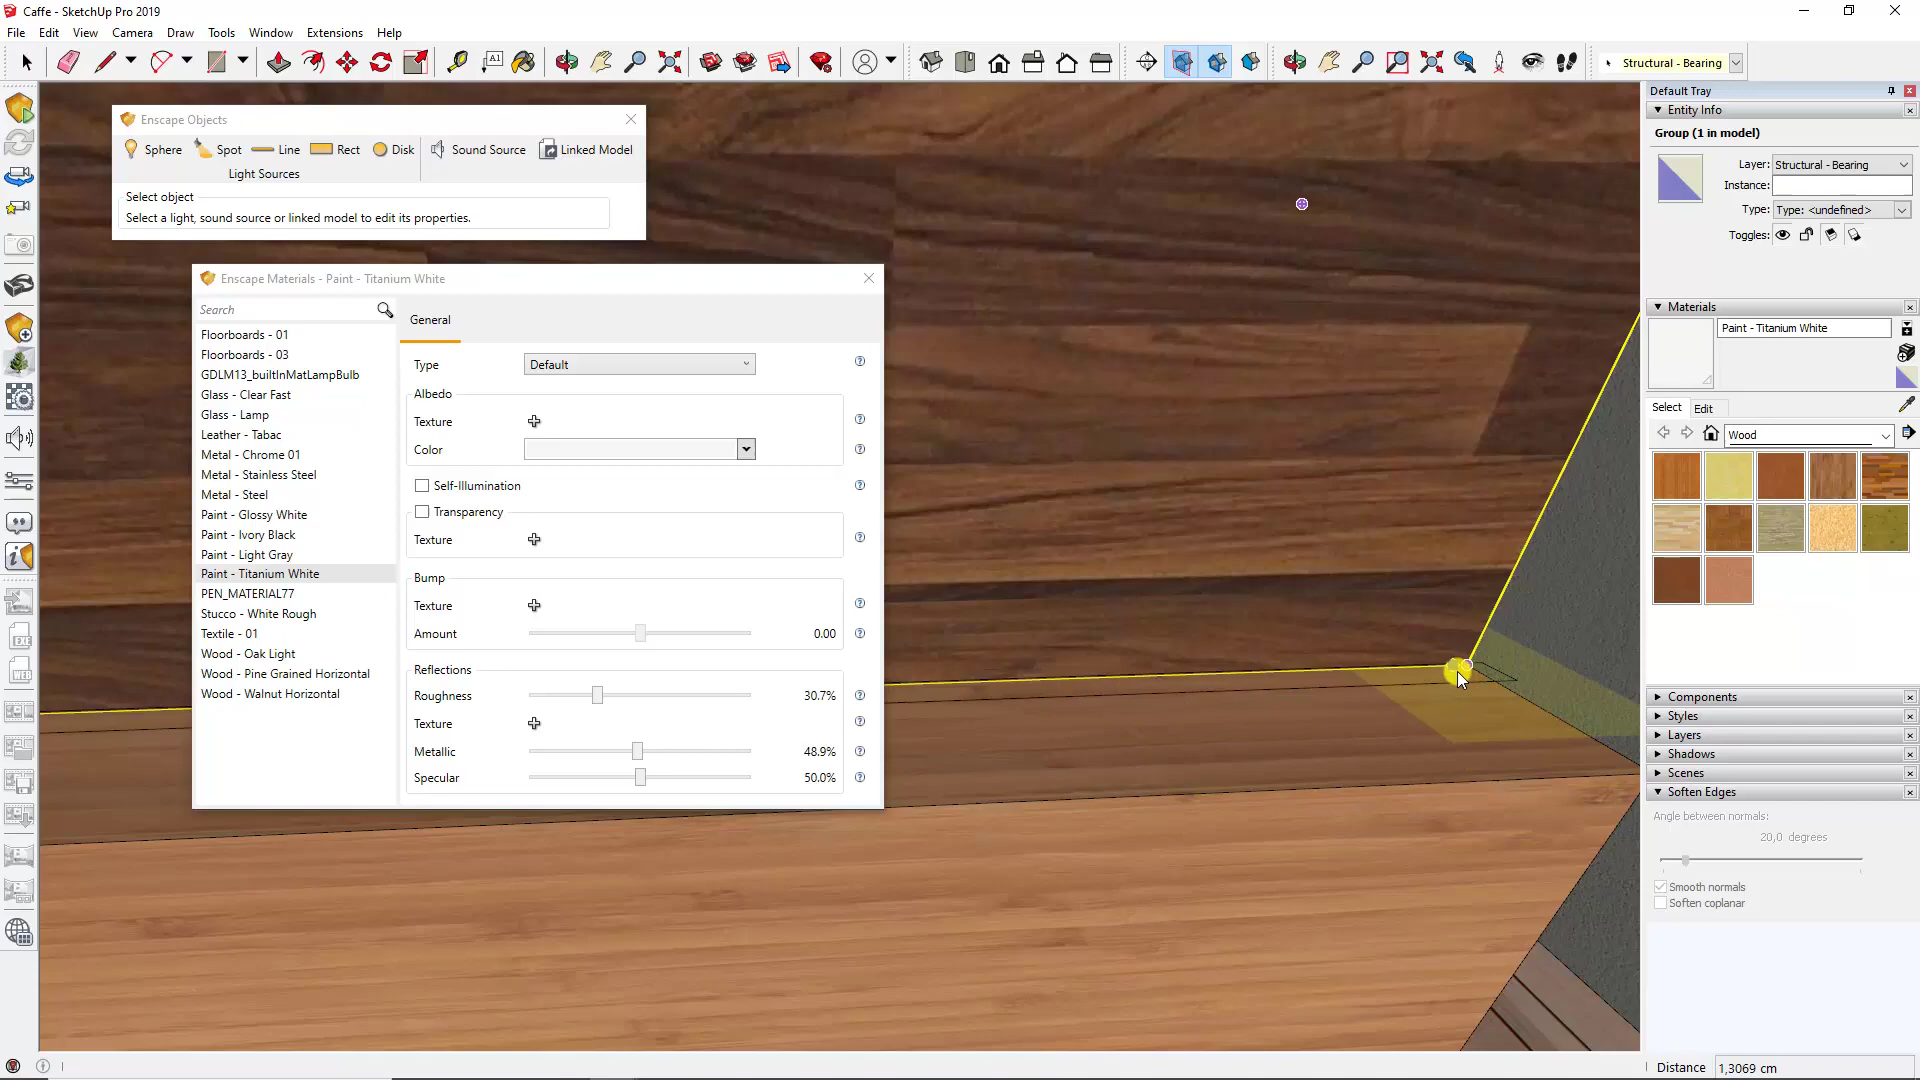 Caffe - SketchUp Pro 2019
File Edit View Camera Draw Tools Window Extensions Help
A1
Structural - Bearing
Default Tray
Enscape Objects
Sphere Spot Line Rect Disk Sound Source Linked Model
Light Sources
Select object
Select a light, sound source or linked model to edit its properties.
Enscape Materials - Paint - Titanium White
Search
Floorboards - 01
Floorboards - 03
GDLM13_builtInMatLampBulb
Glass - Clear Fast
Glass - Lamp
Leather - Tabac
Metal - Chrome 01
Metal - Stainless Steel
Metal - Steel
Paint - Glossy White
Paint - Ivory Black
Paint - Light Gray
Paint - Titanium White
PEN_MATERIAL77
Stucco - White Rough
Textile - 01
Wood - Oak Light
Wood - Pine Grained Horizontal
Wood - Walnut Horizontal
General
Type Default
Albedo
Texture
Color
Self-Illumination
Transparency
Texture
Bump
Texture
Amount 0.00
Reflections
Roughness 30.7%
Texture
Metallic 48.9%
Specular 50.0%
Entity Info
Group (1 in model)
Layer: Structural - Bearing
Instance:
Type: Type: <undefined>
Toggles:
Materials
Paint - Titanium White
Select Edit
Wood
Components
Styles
Layers
Shadows
Scenes
Soften Edges
Angle between normals:
20,0 degrees
Smooth normals
Soften coplanar
Distance 1,3069 cm